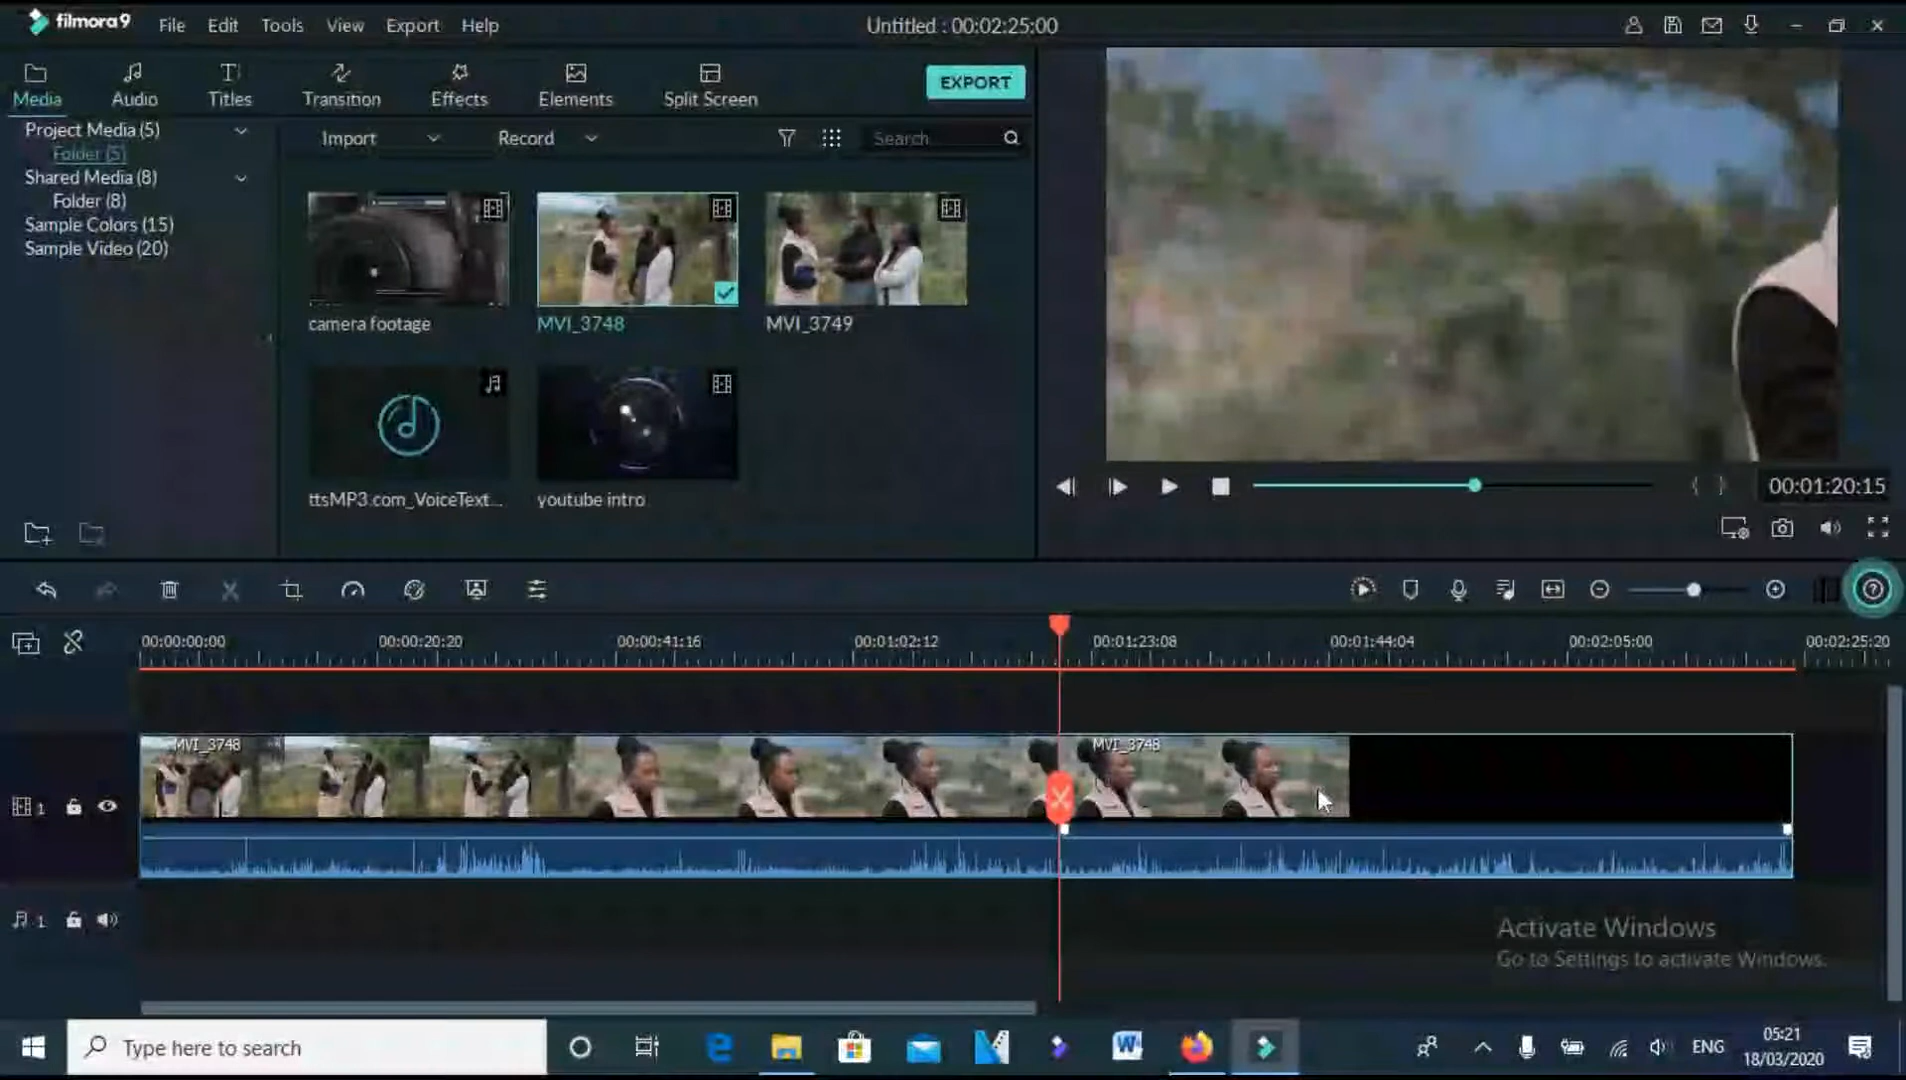 filmora9 File Edit Tools View Export Help Untitled : 00:02:25:00
Media Audio Titles Transition Effects Elements Split Screen EXPORT
Project Media (5)
Folder (5)
Shared Media (8)
Folder (8)
Sample Colors (15)
Sample Video (20)
Import Record Search
camera footage MVI_3748 MVI_3749
ttsMP3.com_VoiceText... youtube intro
00:01:20:15
00:00:00:00 00:00:20:20 00:00:41:16 00:01:02:12 00:01:23:08 00:01:44:04 00:02:05:00 00:02:25:20
MVI_3748 MVI_3748
1
1
Activate Windows
Go to Settings to activate Windows.
Type here to search
W
ENG
05:21
18/03/2020